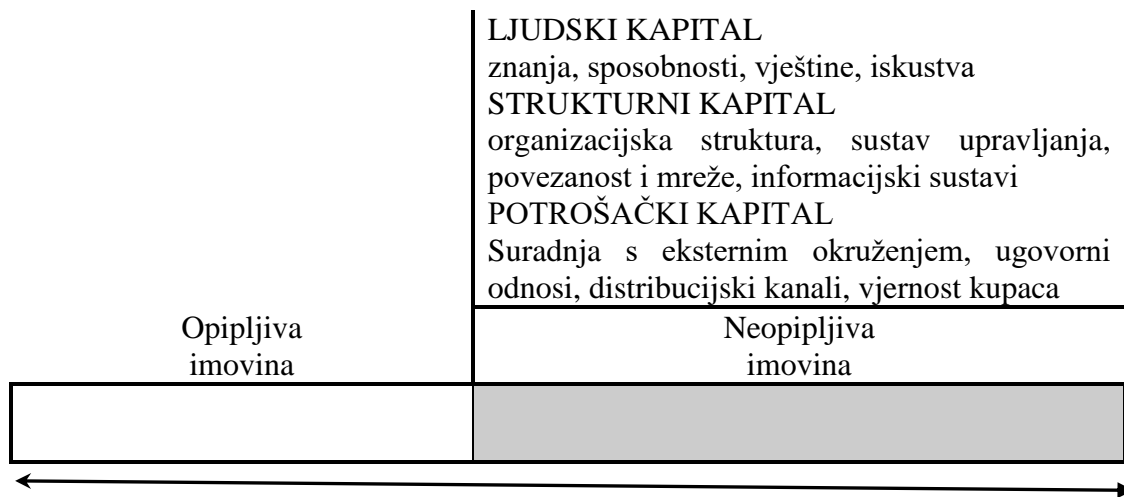 LJUDSKI KAPITAL
znanja, sposobnosti, vještine, iskustva
STRUKTURNI KAPITAL
organizacijska struktura, sustav upravljanja,
povezanost i mreže, informacijski sustavi
POTROŠAČKI KAPITAL
Suradnja s eksternim okruženjem, ugovorni
odnosi, distribucijski kanali, vjernost kupaca
Opipljiva
imovina
Neopipljiva
imovina